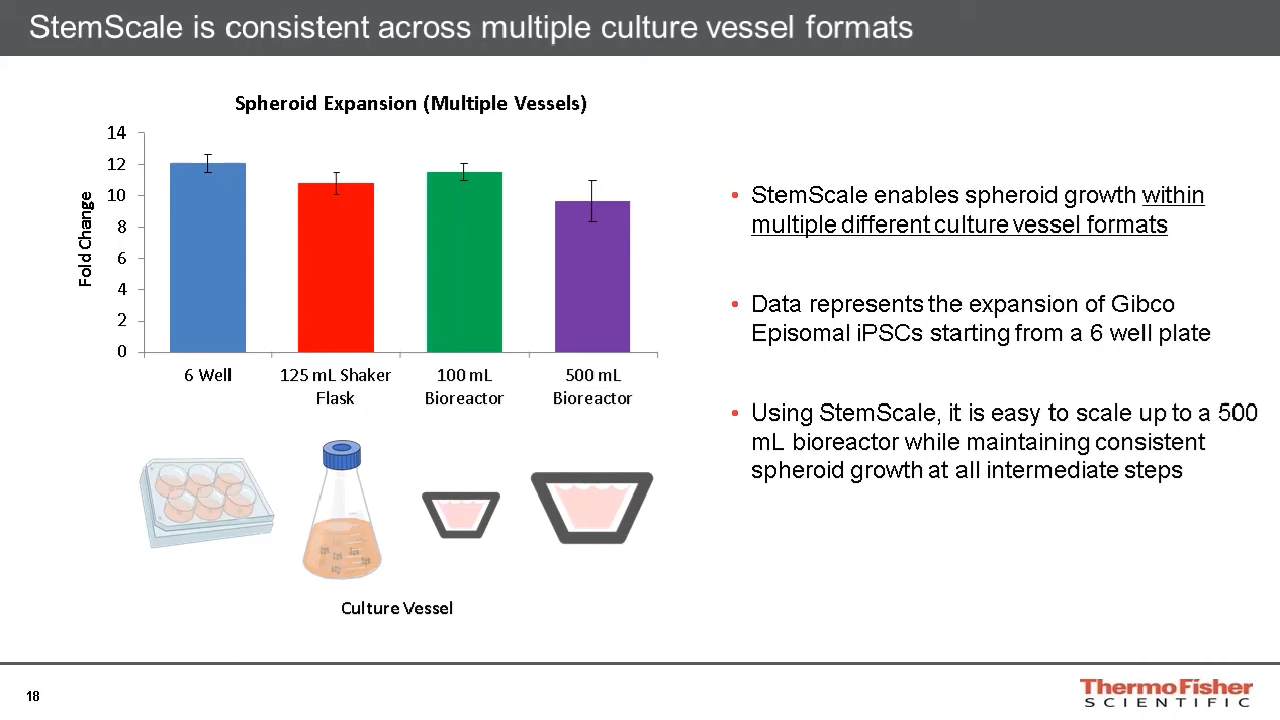 StemScale is consistent across multiple culture vessel formats
Spheroid Expansion (Multiple Vessels)
Fold Change
14
12
10
8
6
4
2
0
6 Well
125 mL Shaker
Flask
100 mL
Bioreactor
500 mL
Bioreactor
Culture Vessel
• StemScale enables spheroid growth within
multiple different culture vessel formats
• Data represents the expansion of Gibco
Episomal iPSCs starting from a 6 well plate
• Using StemScale, it is easy to scale up to a 500
mL bioreactor while maintaining consistent
spheroid growth at all intermediate steps
18
ThermoFisher
SCIENTIFIC